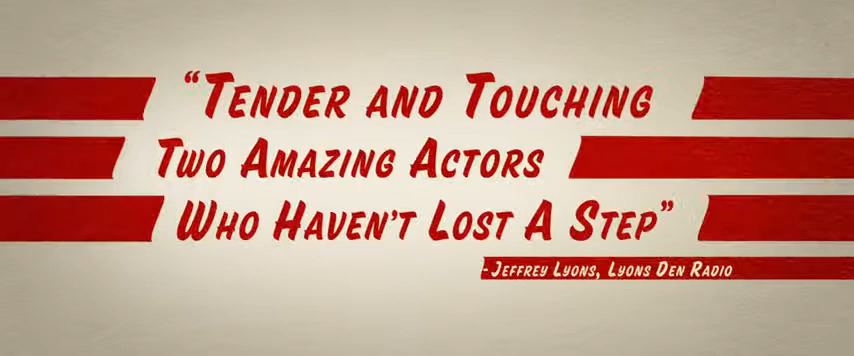 “Tender and Touching
Two Amazing Actors
Who Haven't Lost A Step”
-Jeffrey Lyons, Lyons Den Radio